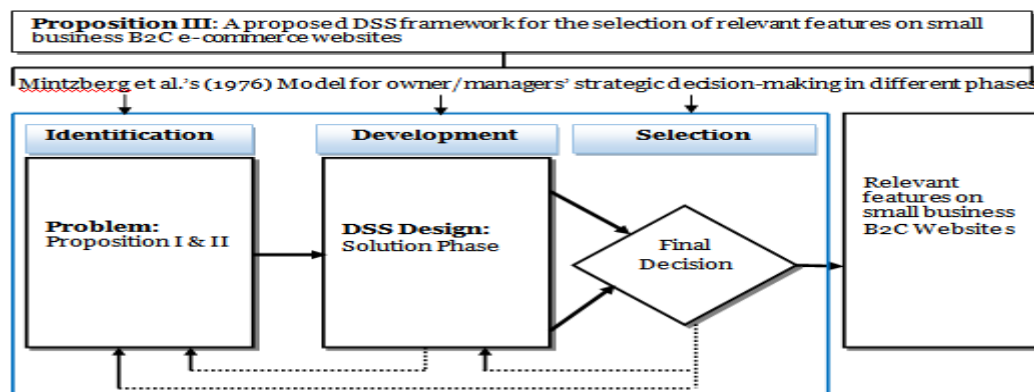 Proposition III: A proposed DSS framework for the selection of relevant features on small
business B2C e-commerce websites
Mintzberg et al.'s (1976) Model for owner/managers' strategic decision-making in different phases
Identification
Development
Selection
Problem:
Proposition I & II
DSS Design:
Solution Phase
Final
Decision
Relevant
features on
small business
B2C Websites